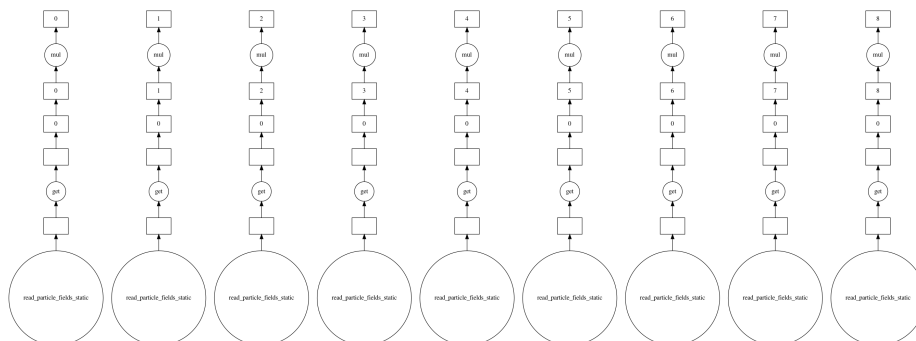 0 1 2 3 4 5 6 7 8
mul mul mul mul mul mul mul mul mul
0 1 2 3 4 5 6 7 8
0 0 0 0 0 0 0 0 0
get get get get get get get get get
read_particle_fields_static read_particle_fields_static read_particle_fields_static read_particle_fields_static read_particle_fields_static read_particle_fields_static read_particle_fields_static read_particle_fields_static read_particle_fields_static